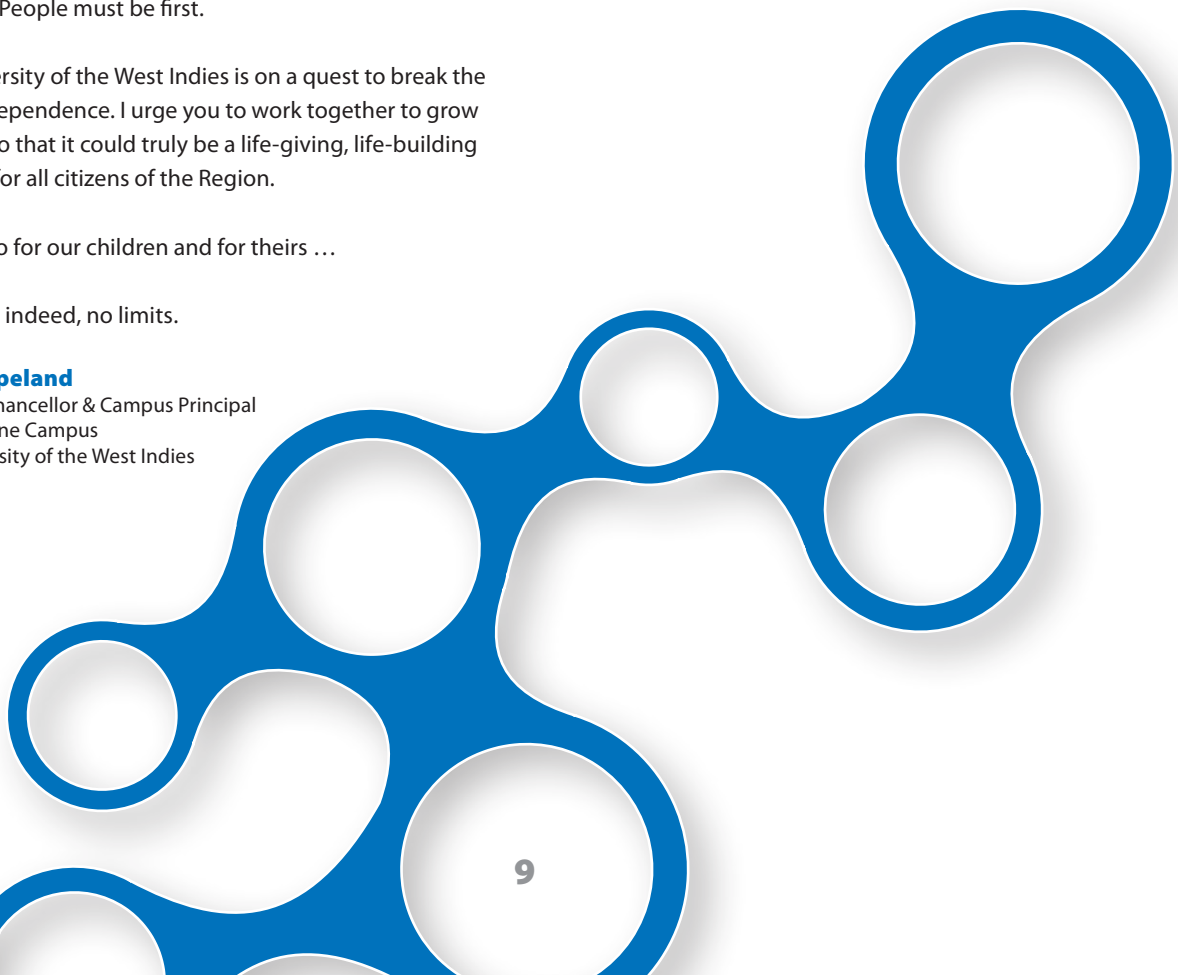 People must be first.
ersity of the West Indies is on a quest to break the
ependence. I urge you to work together to grow
o that it could truly be a life-giving, life-building
for all citizens of the Region.
o for our children and for theirs …
indeed, no limits.
peland
hancellor & Campus Principal
ne Campus
sity of the West Indies
9